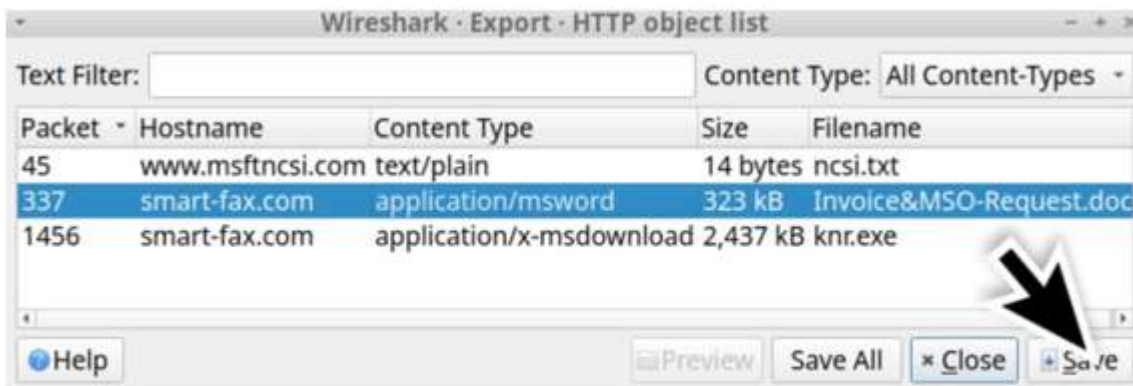 Wireshark · Export · HTTP object list
Text Filter: Content Type: All Content-Types
Packet Hostname Content Type Size Filename
45 www.msftncsi.com text/plain 14 bytes ncsi.txt
337 smart-fax.com application/msword 323 kB Invoice&MSO-Request.doc
1456 smart-fax.com application/x-msdownload 2,437 kB knr.exe
Help Preview Save All Close Save